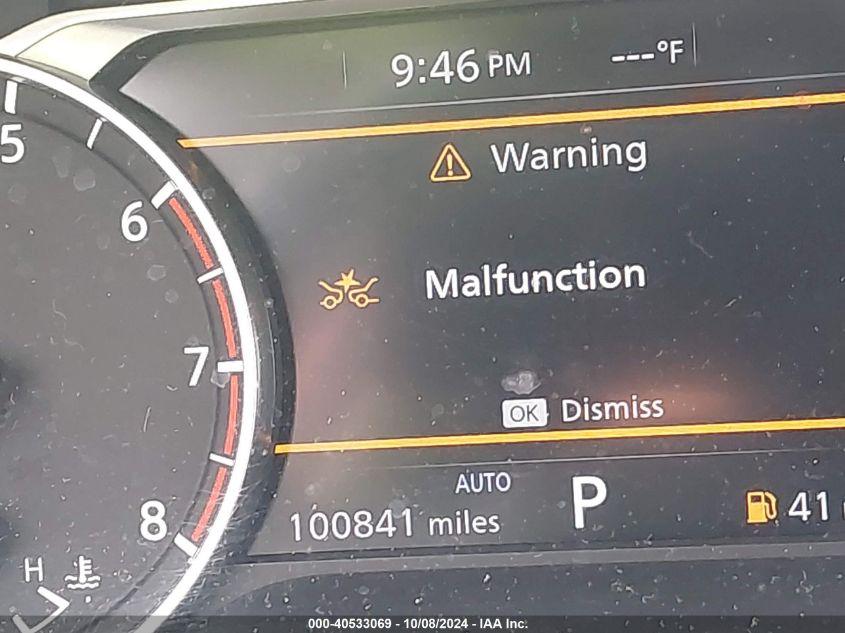 9:46 PM
---°F
5
Warning
6
Malfunction
7
OK Dismiss
AUTO
8
100841 miles
P
41
H
000-40533069 - 10/08/2024 - IAA Inc.